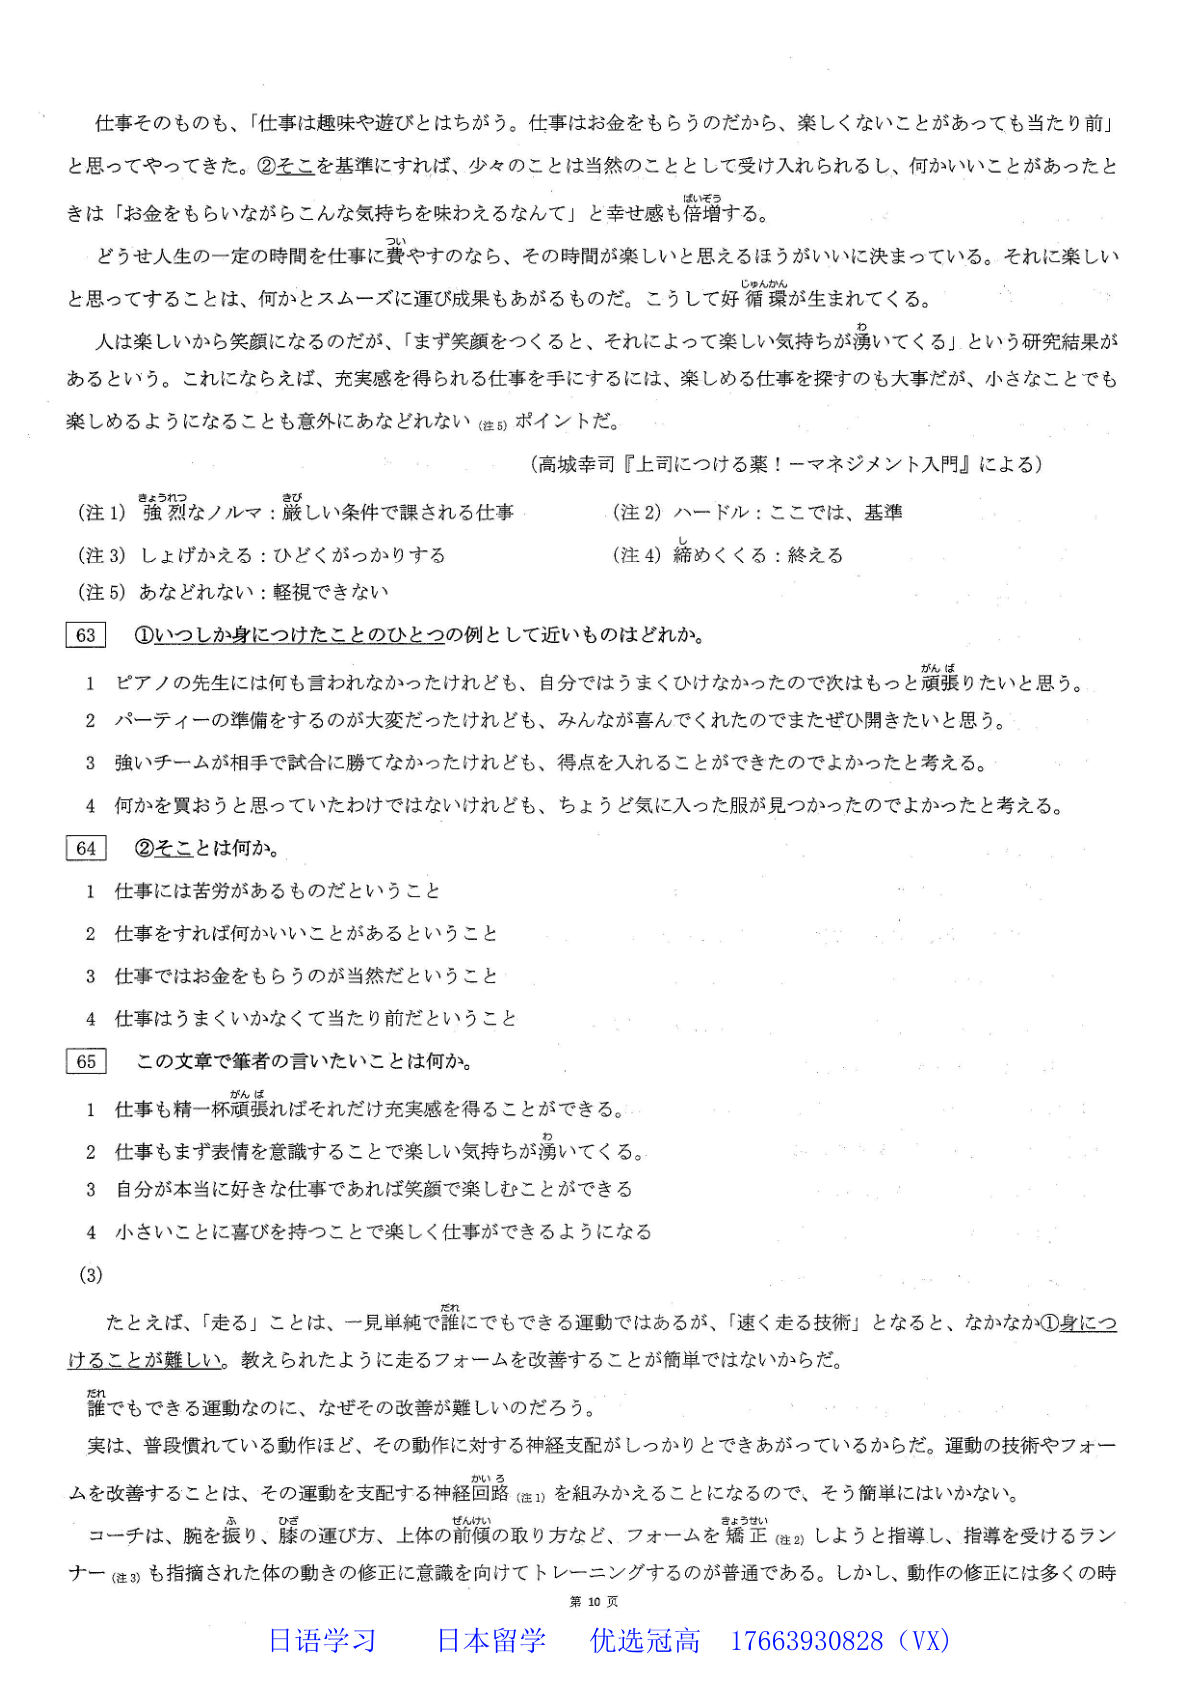 仕事そのものも、「仕事は趣味や遊びとはちがう。仕事はお金をもらうのだから、楽しくないことがあっても当たり前」
と思ってやってきた。②そこを基準にすれば、少々のことは当然のこととして受け入れられるし、何かいいことがあったと
ばいぞう
きは「お金をもらいながらこんな気持ちを味わえるなんて」と幸せ感も倍増する。
つい
どうせ人生の一定の時間を仕事に費やすのなら、その時間が楽しいと思えるほうがいいに決まっている。それに楽しい
じゅんかん
と思ってすることは、何かとスムーズに運び成果もあがるものだ。こうして好循環が生まれてくる。
わ
人は楽しいから笑顔になるのだが、「まず笑顔をつくると、それによって楽しい気持ちが湧いてくる」という研究結果が
あるという。これにならえば、充実感を得られる仕事を手にするには、楽しめる仕事を探すのも大事だが、小さなことでも
楽しめるようになることも意外にあなどれない（注5）ポイントだ。
（高城幸司『上司につける薬！－マネジメント入門』による）
きょうれつ きび
（注1）強烈なノルマ：厳しい条件で課される仕事 （注2）ハードル：ここでは、基準
し
（注3）しょげかえる：ひどくがっかりする （注4）締めくくる：終える
（注5）あなどれない：軽視できない
63 ①いつしか身につけたことのひとつの例として近いものはどれか。
がんば
1 ピアノの先生には何も言われなかったけれども、自分ではうまくひけなかったので次はもっと頑張りたいと思う。
2 パーティーの準備をするのが大変だったけれども、みんなが喜んでくれたのでまたぜひ開きたいと思う。
3 強いチームが相手で試合に勝てなかったけれども、得点を入れることができたのでよかったと考える。
4 何かを買おうと思っていたわけではないけれども、ちょうど気に入った服が見つかったのでよかったと考える。
64 ②そことは何か。
1 仕事には苦労があるものだということ
2 仕事をすれば何かいいことがあるということ
3 仕事ではお金をもらうのが当然だということ
4 仕事はうまくいかなくて当たり前だということ
65 この文章で筆者の言いたいことは何か。
がんば
1 仕事も精一杯頑張ればそれだけ充実感を得ることができる。
わ
2 仕事もまず表情を意識することで楽しい気持ちが湧いてくる。
3 自分が本当に好きな仕事であれば笑顔で楽しむことができる
4 小さいことに喜びを持つことで楽しく仕事ができるようになる
（3）
だれ
たとえば、「走る」ことは、一見単純で誰にでもできる運動ではあるが、「速く走る技術」となると、なかなか①身につ
けることが難しい。教えられたように走るフォームを改善することが簡単ではないからだ。
だれ
誰でもできる運動なのに、なぜその改善が難しいのだろう。
実は、普段慣れている動作ほど、その動作に対する神経支配がしっかりとできあがっているからだ。運動の技術やフォー
かいろ
ムを改善することは、その運動を支配する神経回路（注1）を組みかえることになるので、そう簡単にはいかない。
ふ ひざ ぜんけい きょうせい
コーチは、腕を振り、膝の運び方、上体の前傾の取り方など、フォームを矯正（注2）しようと指導し、指導を受けるラン
ナー（注3）も指摘された体の動きの修正に意識を向けてトレーニングするのが普通である。しかし、動作の修正には多くの時
第 10 页
日语学习 日本留学 优选冠高 17663930828（VX）